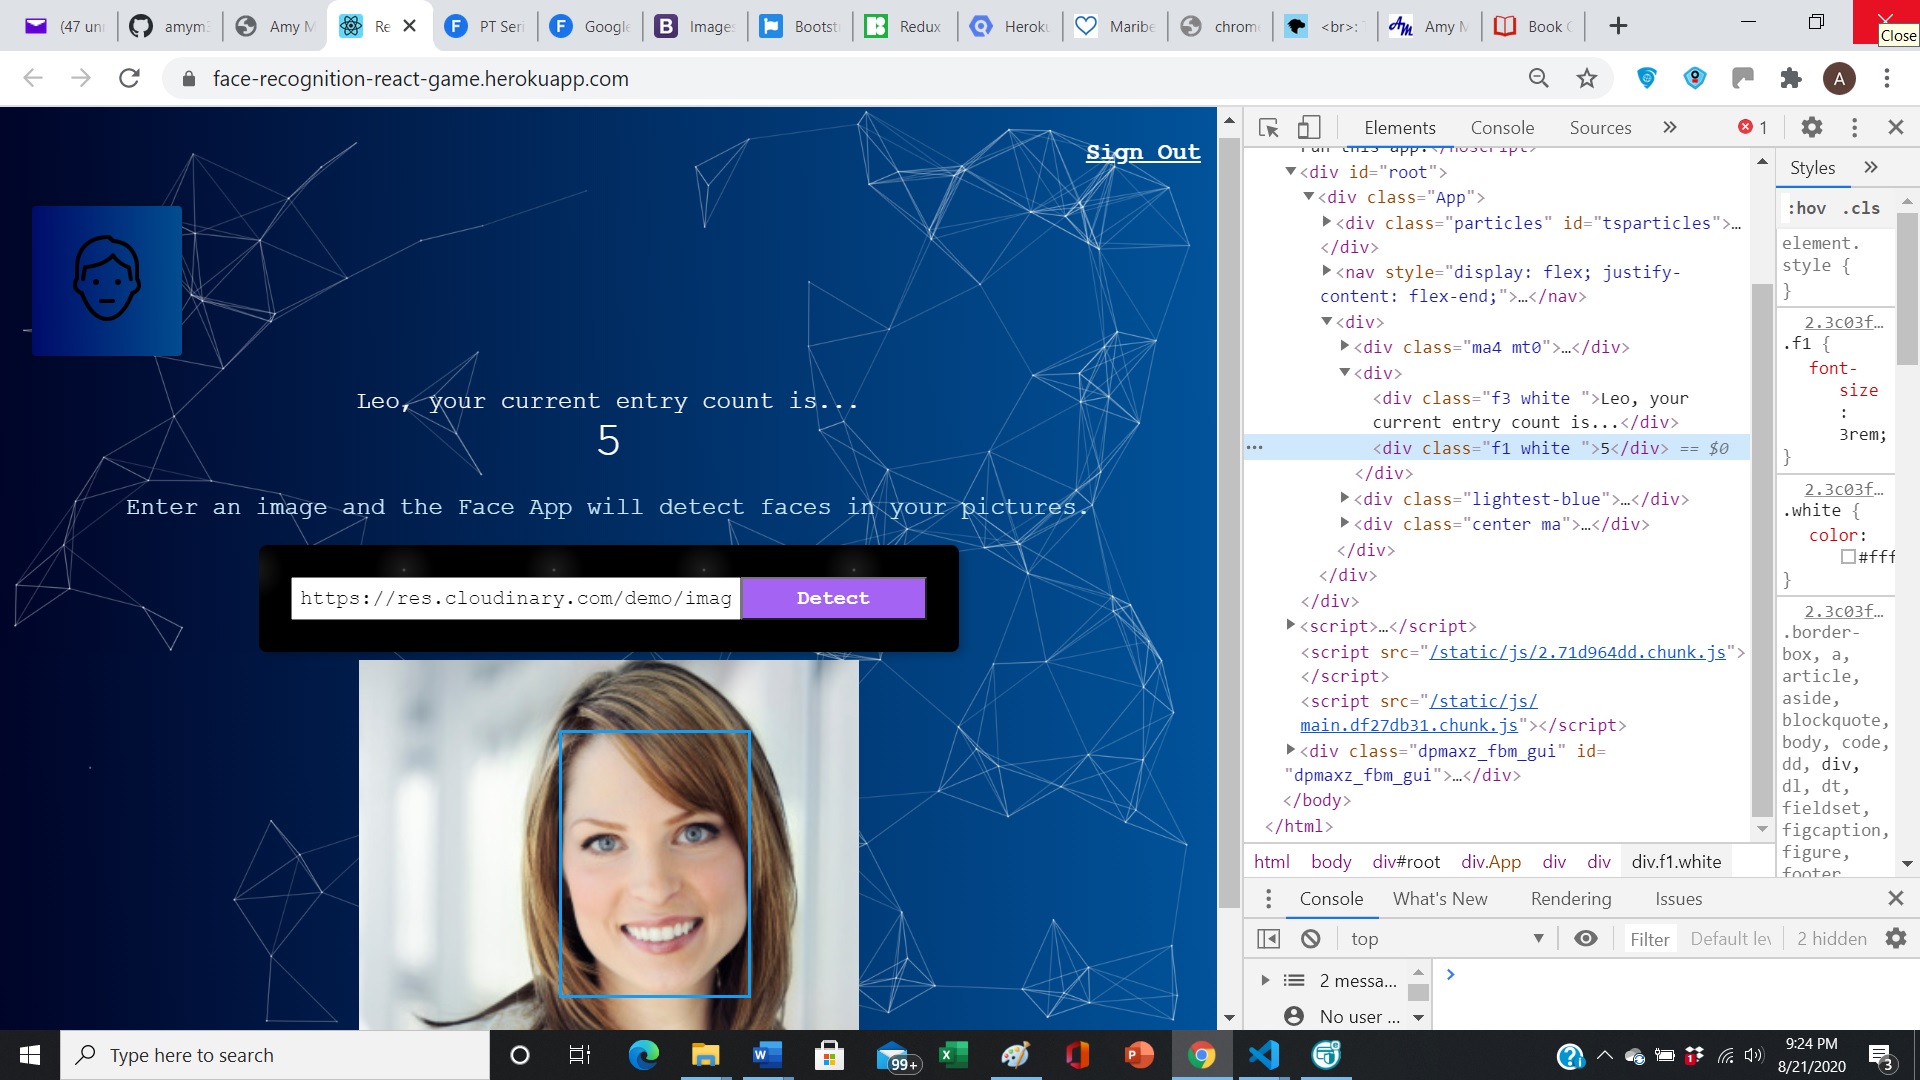 (47 unr
amym3
Amy M
Re
PT Seri
Google
Images
Bootst
Redux
Heroku
Maribe
chrom
<br>: T
Amy M
Book C
Close
face-recognition-react-game.herokuapp.com
A
Sign Out
Leo, your current entry count is...
5
Enter an image and the Face App will detect faces in your pictures.
https://res.cloudinary.com/demo/imag
Detect
Elements
Console
Sources
1
<div id="root">
<div class="App">
<div class="particles" id="tsparticles">…
</div>
<nav style="display: flex; justify-
content: flex-end;">…</nav>
<div>
<div class="ma4 mt0">…</div>
<div>
<div class="f3 white ">Leo, your
current entry count is...</div>
<div class="f1 white ">5</div> == $0
</div>
<div class="lightest-blue">…</div>
<div class="center ma">…</div>
</div>
</div>
</div>
<script>…</script>
<script src="/static/js/2.71d964dd.chunk.js">
</script>
<script src="/static/js/
main.df27db31.chunk.js"></script>
<div class="dpmaxz_fbm_gui" id=
"dpmaxz_fbm_gui">…</div>
</body>
</html>
html body div#root div.App div div div.f1.white
Styles
:hov .cls
element.
style {
}
2.3c03f…
.f1 {
font-
size
:
3rem;
}
2.3c03f…
.white {
color:
#fff
}
2.3c03f…
.border-
box, a,
article,
aside,
blockquote,
body, code,
dd, div,
dl, dt,
fieldset,
figcaption,
figure,
footer
Console
What's New
Rendering
Issues
top
Filter
Default lev
2 hidden
2 messa...
No user ...
Type here to search
99+
1
9:24 PM
8/21/2020
3